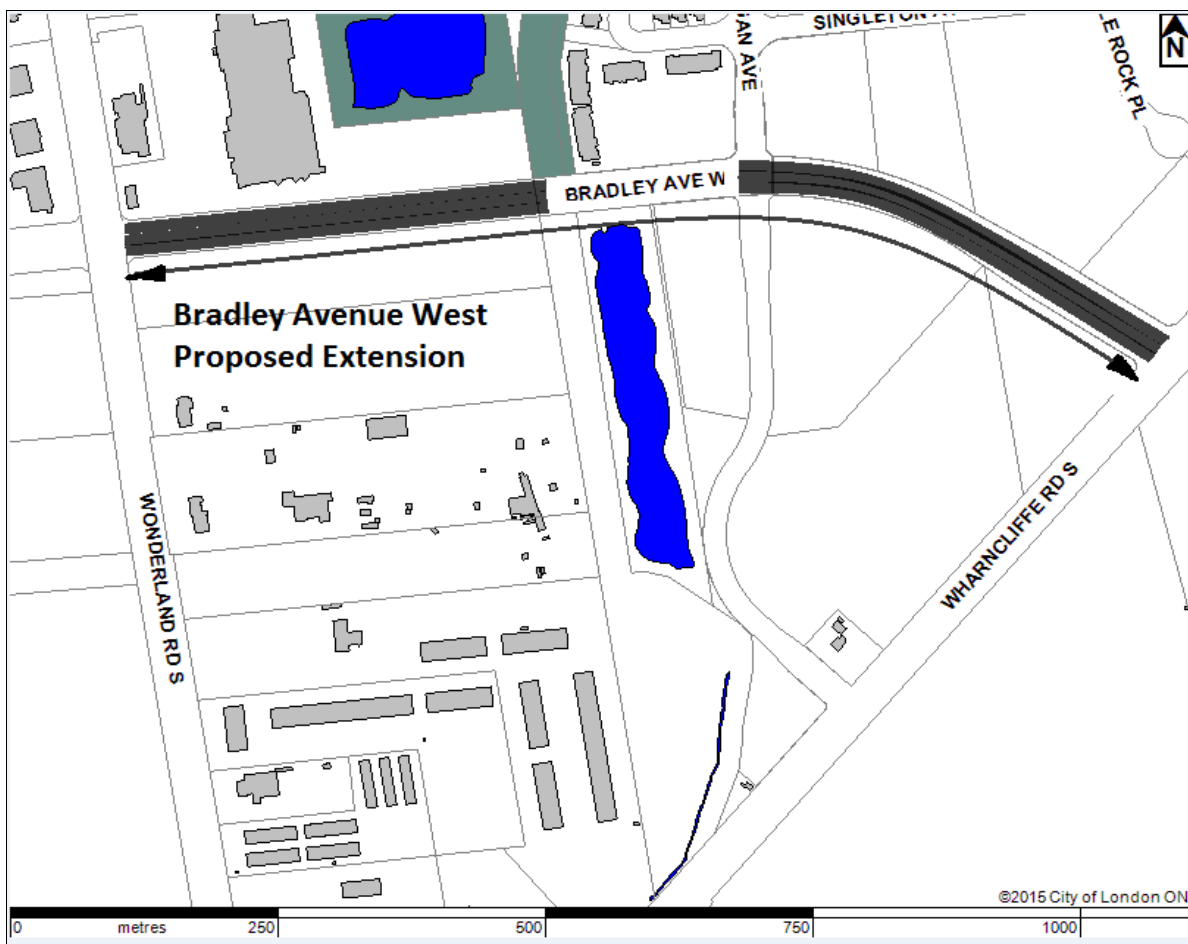 SINGLETON
N
AVE
LE ROCK PL
BRADLEY AVE W
Bradley Avenue West
Proposed Extension
WONDERLAND RD S
WHARNCLIFFE RD S
©2015 City of London ON
0 metres 250 500 750 1000